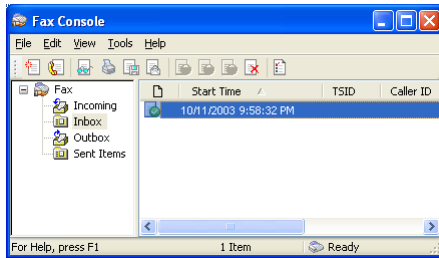 Fax Console
File Edit View Tools Help
Fax
Incoming
Inbox
Outbox
Sent Items
Start Time TSID Caller ID
10/11/2003 9:58:32 PM
For Help, press F1 1 Item Ready